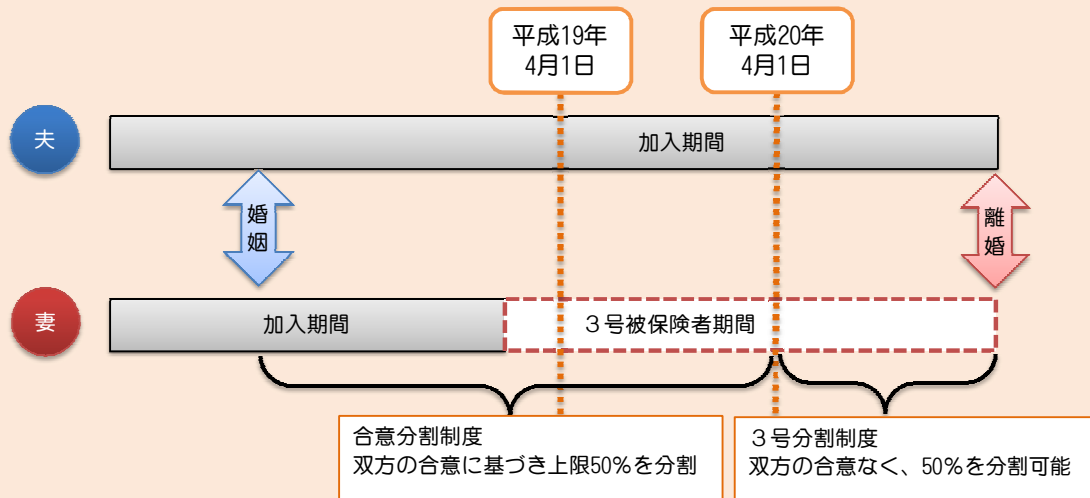 平成19年
4月1日
平成20年
4月1日
夫
加入期間
婚
姻
離
婚
妻
加入期間
３号被保険者期間
合意分割制度
双方の合意に基づき上限50%を分割
３号分割制度
双方の合意なく、50%を分割可能